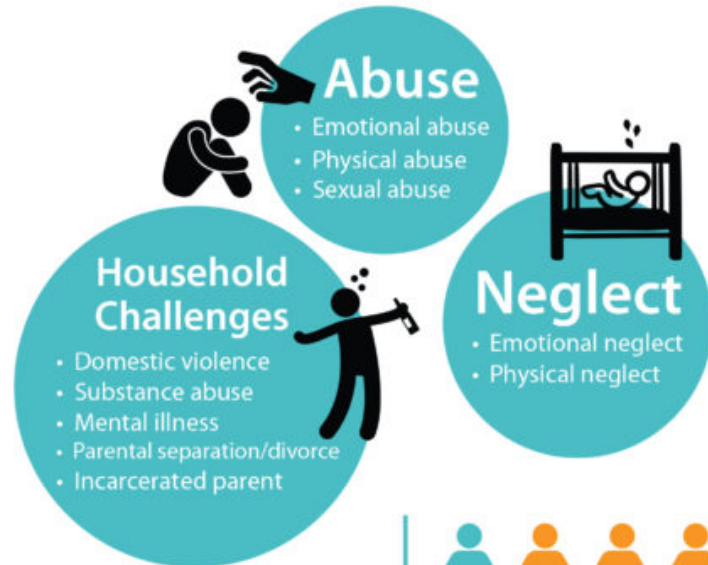 Abuse
• Emotional abuse
• Physical abuse
• Sexual abuse
Household
Challenges
• Domestic violence
• Substance abuse
• Mental illness
• Parental separation/divorce
• Incarcerated parent
Neglect
• Emotional neglect
• Physical neglect